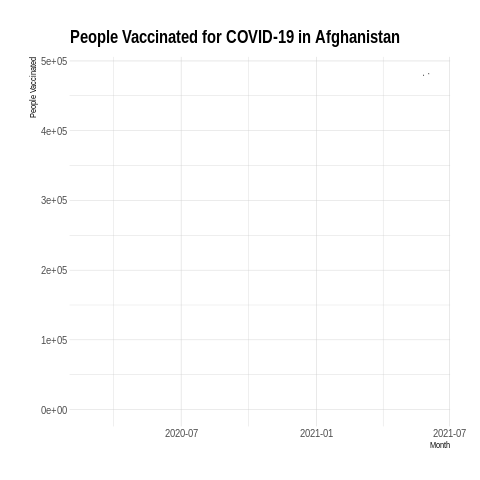 People Vaccinated for COVID-19 in Afghanistan
People Vaccinated
5e+05
4e+05
3e+05
2e+05
1e+05
0e+00
2020-07
2021-01
2021-07
Month